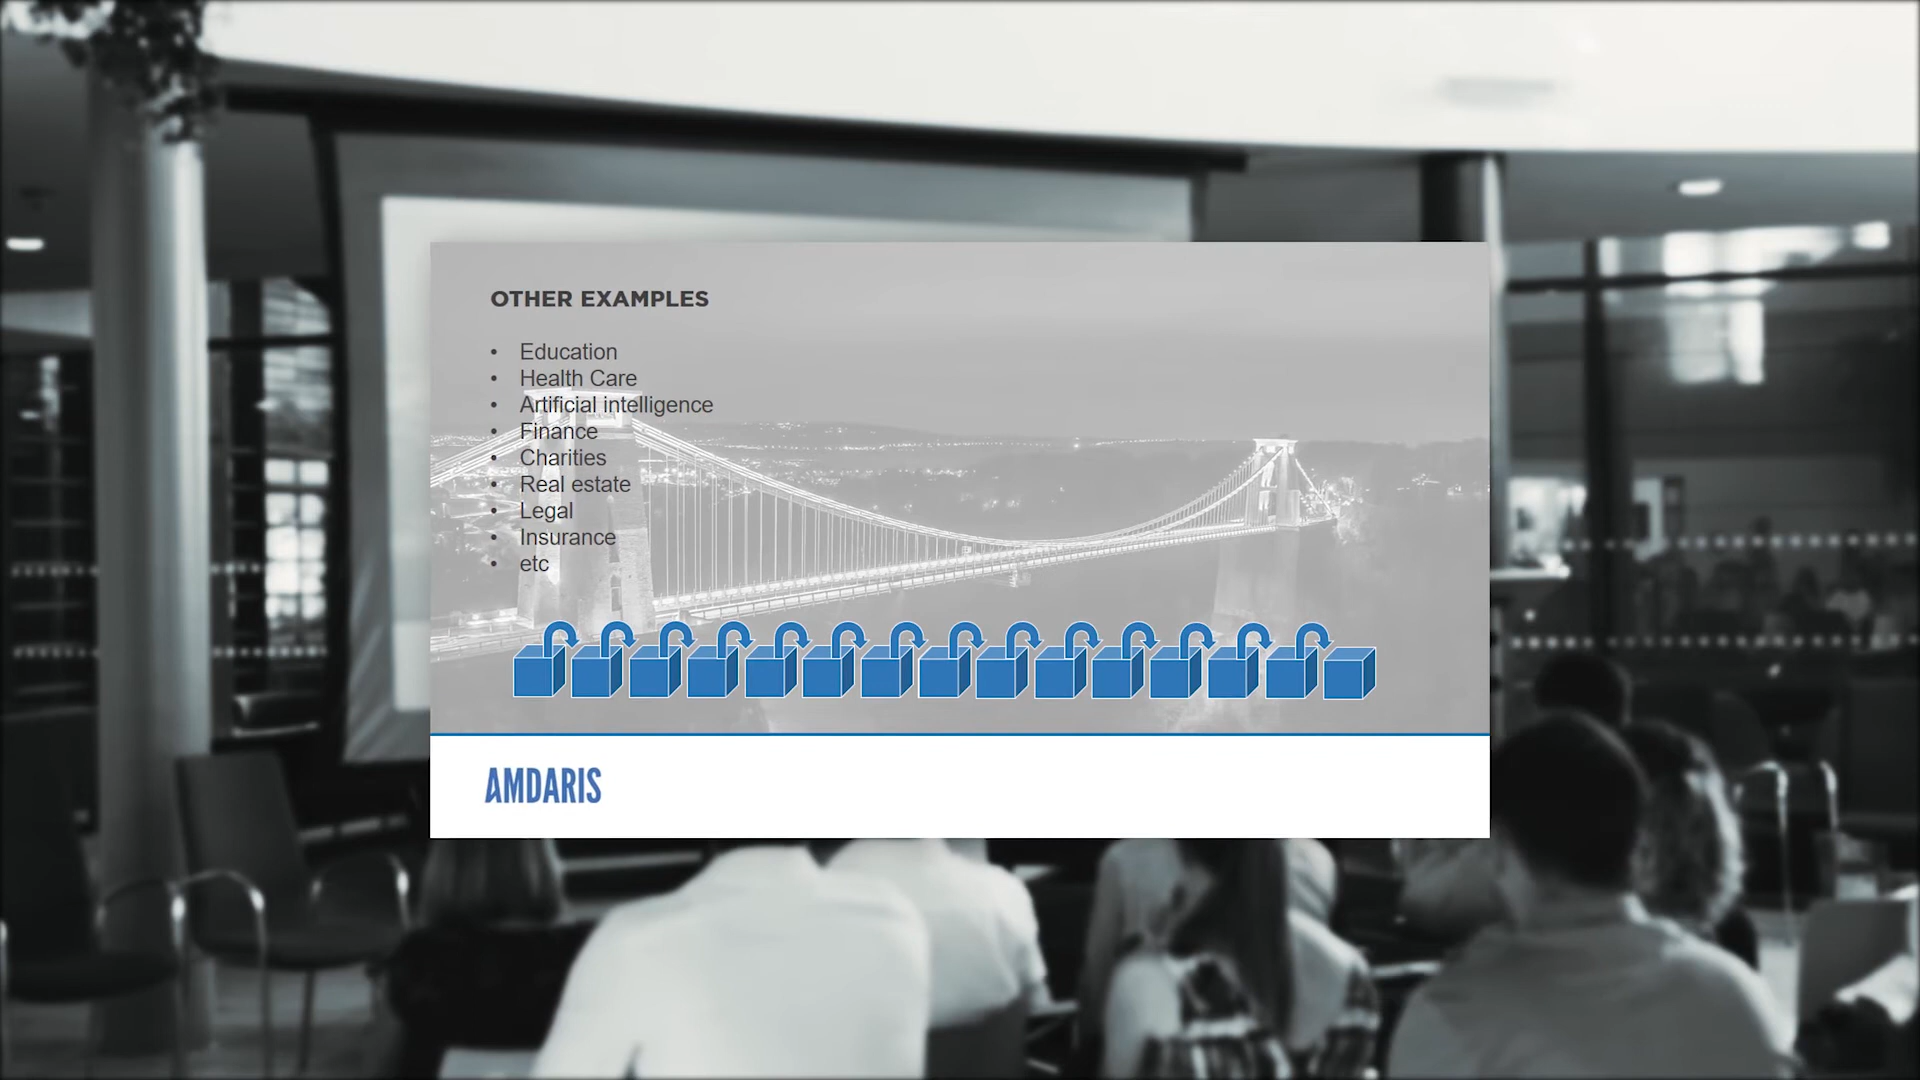 OTHER EXAMPLES
• Education
• Health Care
• Artificial intelligence
• Finance
• Charities
• Real estate
• Legal
• Insurance
• etc
AMDARIS